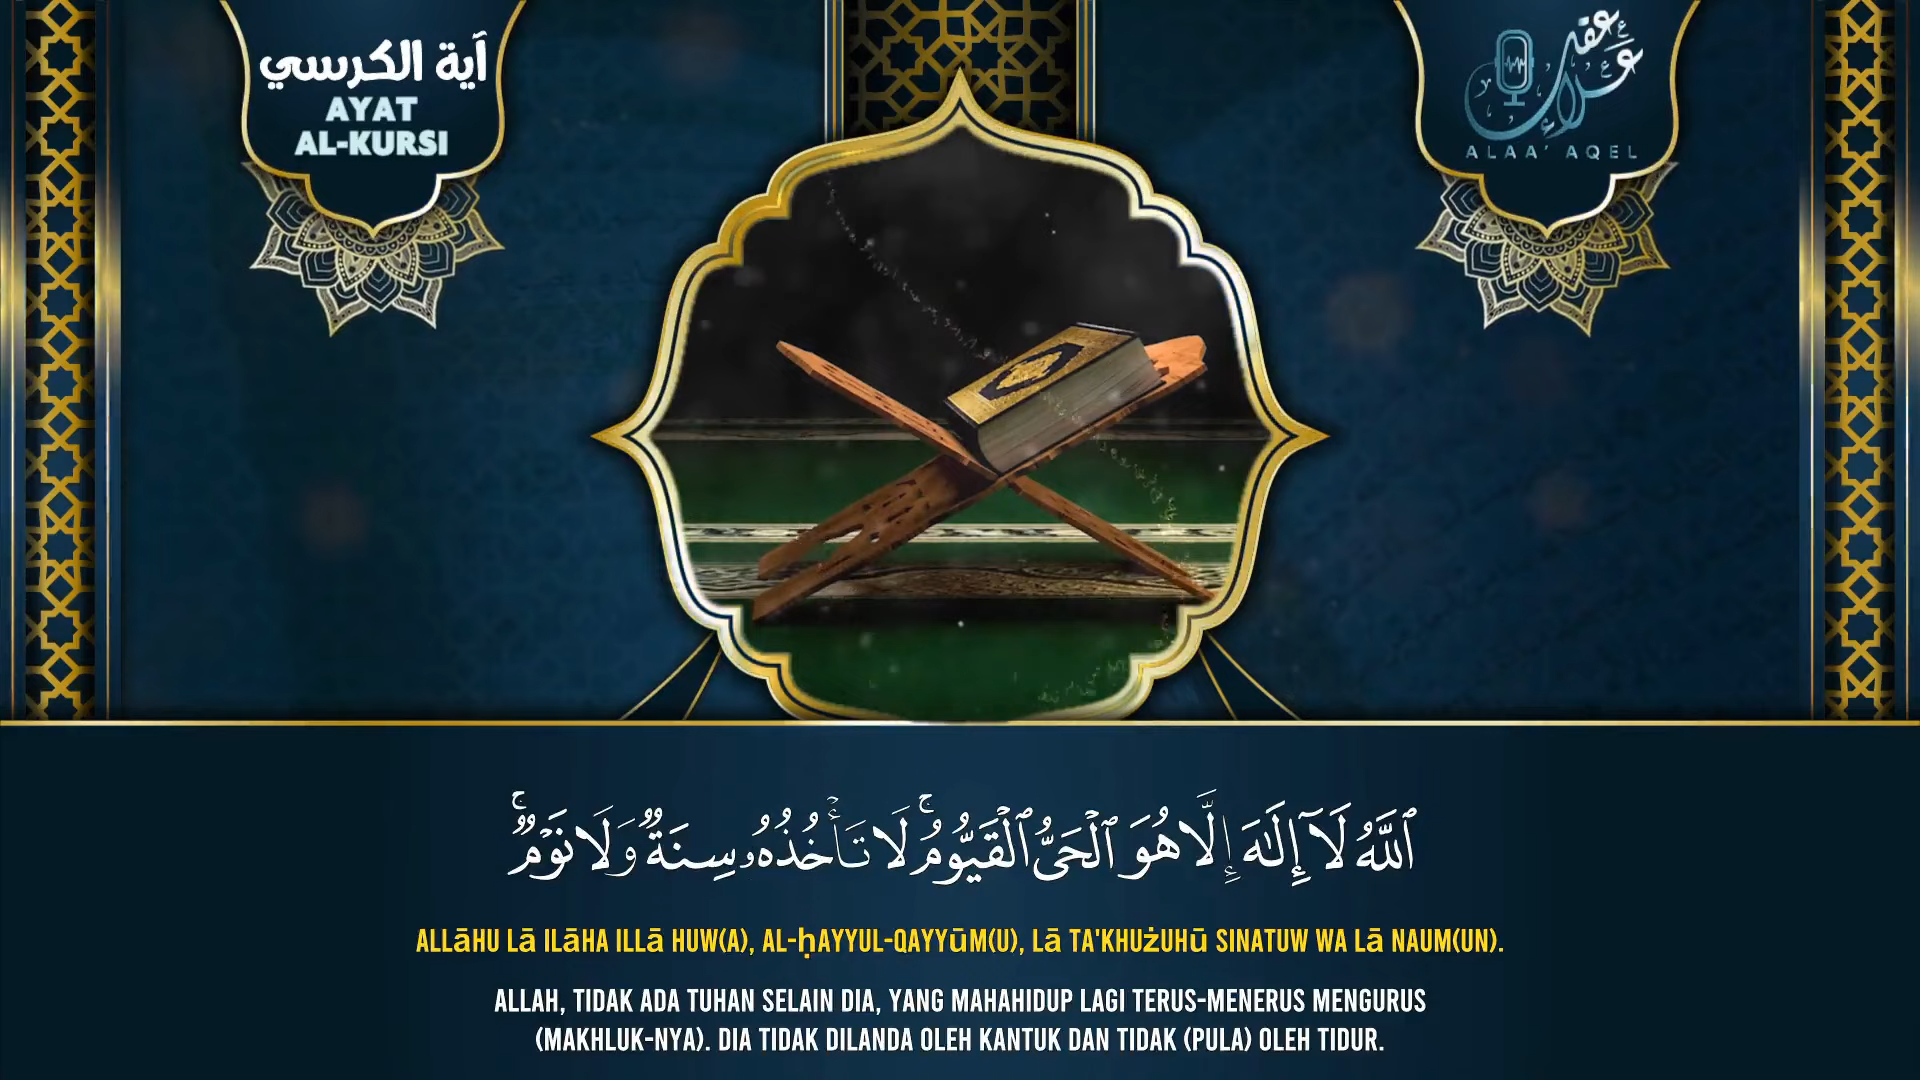 آية الكرسي
AYAT
AL-KURSI
علاء عقل
ALAA' AQEL
ٱللَّهُ لَآ إِلَٰهَ إِلَّا هُوَ ٱلْحَىُّ ٱلْقَيُّومُ ۚ لَا تَأْخُذُهُۥ سِنَةٌ وَلَا نَوْمٌ ۚ
ALLāHU Lā ILāHA ILLā HUW(A), AL-ḥAYYUL-QAYYūM(U), Lā TA'KHUżUHū SINATUW WA Lā NAUM(UN).
ALLAH, TIDAK ADA TUHAN SELAIN DIA, YANG MAHAHIDUP LAGI TERUS-MENERUS MENGURUS
(MAKHLUK-NYA). DIA TIDAK DILANDA OLEH KANTUK DAN TIDAK (PULA) OLEH TIDUR.